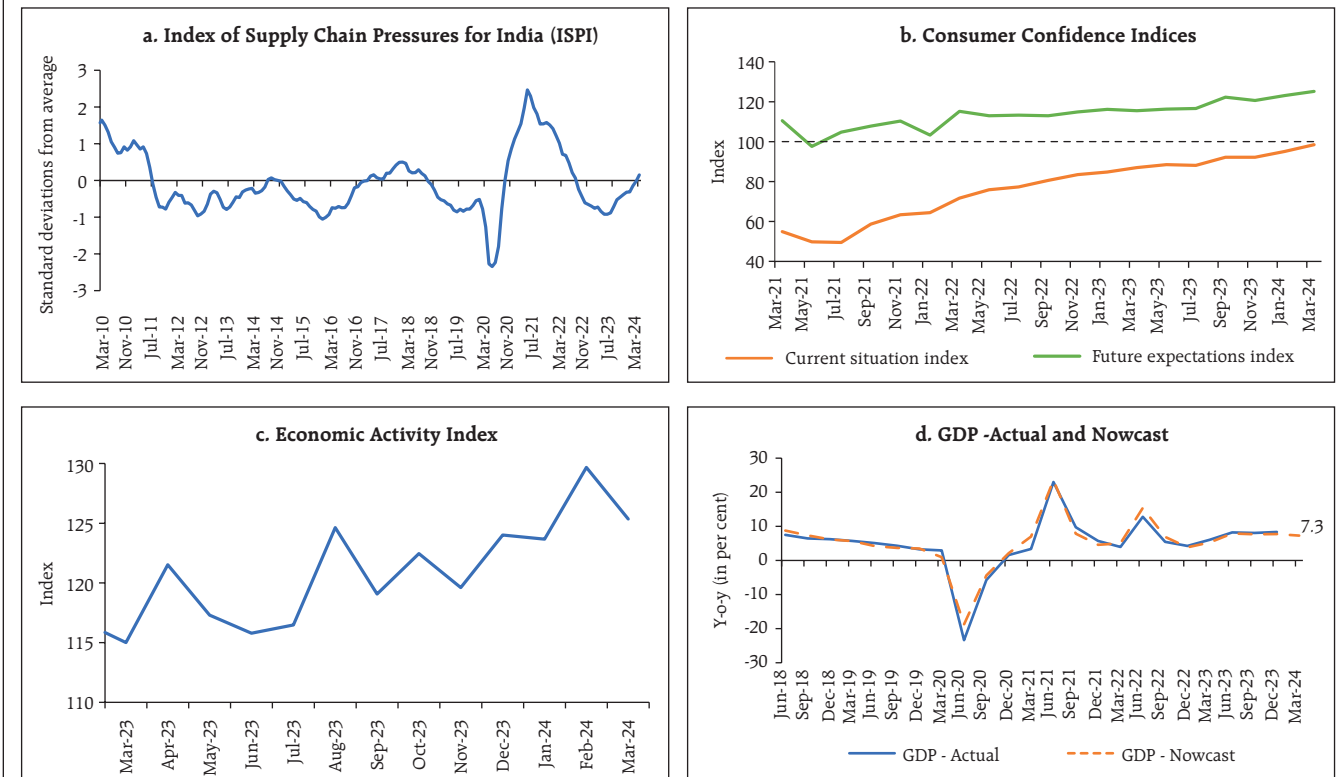 a. Index of Supply Chain Pressures for India (ISPI)
Standard deviations from average
3
2
1
0
-1
-2
-3
Mar-10
Nov-10
Jul-11
Mar-12
Nov-12
Jul-13
Mar-14
Nov-14
Jul-15
Mar-16
Nov-16
Jul-17
Mar-18
Nov-18
Jul-19
Mar-20
Nov-20
Jul-21
Mar-22
Nov-22
Jul-23
Mar-24
b. Consumer Confidence Indices
Index
140
120
100
80
60
40
Mar-21
May-21
Jul-21
Sep-21
Nov-21
Jan-22
Mar-22
May-22
Jul-22
Sep-22
Nov-22
Jan-23
Mar-23
May-23
Jul-23
Sep-23
Nov-23
Jan-24
Mar-24
Current situation index
Future expectations index
c. Economic Activity Index
Index
130
125
120
115
110
Mar-23
Apr-23
May-23
Jun-23
Jul-23
Aug-23
Sep-23
Oct-23
Nov-23
Dec-23
Jan-24
Feb-24
Mar-24
d. GDP -Actual and Nowcast
Y-o-y (in per cent)
30
20
10
0
-10
-20
-30
7.3
Jun-18
Sep-18
Dec-18
Mar-19
Jun-19
Sep-19
Dec-19
Mar-20
Jun-20
Sep-20
Dec-20
Mar-21
Jun-21
Sep-21
Dec-21
Mar-22
Jun-22
Sep-22
Dec-22
Mar-23
Jun-23
Sep-23
Dec-23
Mar-24
GDP - Actual
GDP - Nowcast